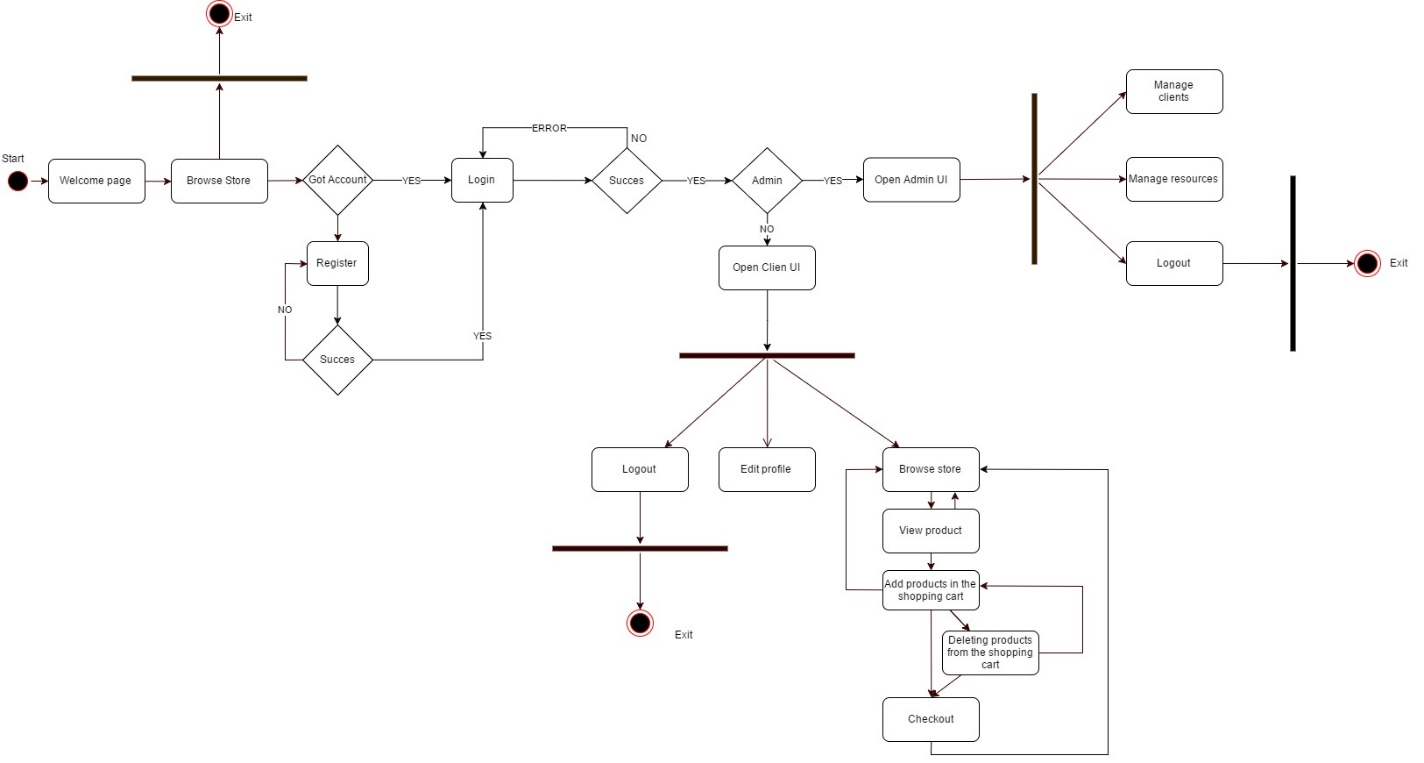 Exit
Start
Welcome page
Browse Store
Got Account
YES
Login
ERROR
NO
Succes
YES
Admin
YES
Open Admin UI
Manage
clients
Manage resources
Logout
Exit
NO
Open Clien UI
Register
NO
Succes
YES
Logout
Edit profile
Browse store
View product
Add products in the
shopping cart
Deleting products
from the shopping
cart
Checkout
Exit